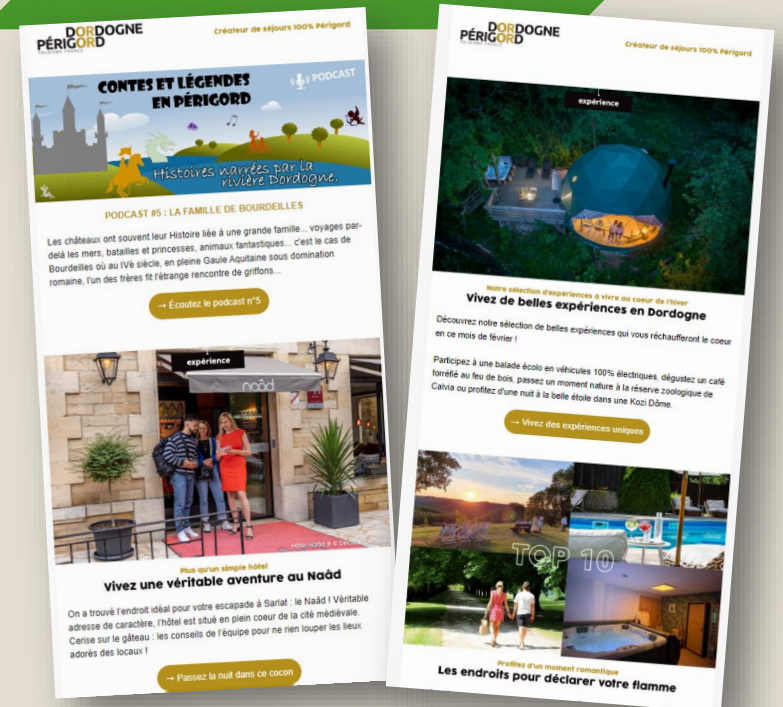 DORDOGNE
PÉRIGORD
TOURISME FRANCE
Créateur de séjours 100% Périgord
CONTES ET LÉGENDES
EN PÉRIGORD
PODCAST
Histoires narrées par la
rivière Dordogne.
PODCAST #5 : LA FAMILLE DE BOURDEILLES
Les châteaux ont souvent leur Histoire liée à une grande famille... voyages par-
delà les mers, batailles et princesses, animaux fantastiques... c'est le cas de
Bourdeilles où au IVè siècle, en pleine Gaule Aquitaine sous domination
romaine, l'un des frères fit l'étrange rencontre de griffons...
→ Écoutez le podcast n°5
expérience
naâd
Plus qu'un simple hôtel
Vivez une véritable aventure au Naâd
On a trouvé l'endroit idéal pour votre escapade à Sarlat : le Naâd ! Véritable
adresse de caractère, l'hôtel est situé en plein coeur de la cité médiévale.
Cerise sur le gâteau : les conseils de l'équipe pour ne rien louper les lieux
adorés des locaux !
→ Passez la nuit dans ce cocon
DORDOGNE
PÉRIGORD
TOURISME FRANCE
Créateur de séjours 100% Périgord
expérience
Notre sélection d'expériences à vivre au coeur de l'hiver
Vivez de belles expériences en Dordogne
Découvrez notre sélection de belles expériences qui vous réchaufferont le coeur
en ce mois de février !
Participez à une balade écolo en véhicules 100% électriques, dégustez un café
torréfié au feu de bois, passez un moment nature à la réserve zoologique de
Calvia ou profitez d'une nuit à la belle étoile dans une Kozi Dôme.
→ Vivez des expériences uniques
TOP 10
Profitez d'un moment romantique
Les endroits pour déclarer votre flamme